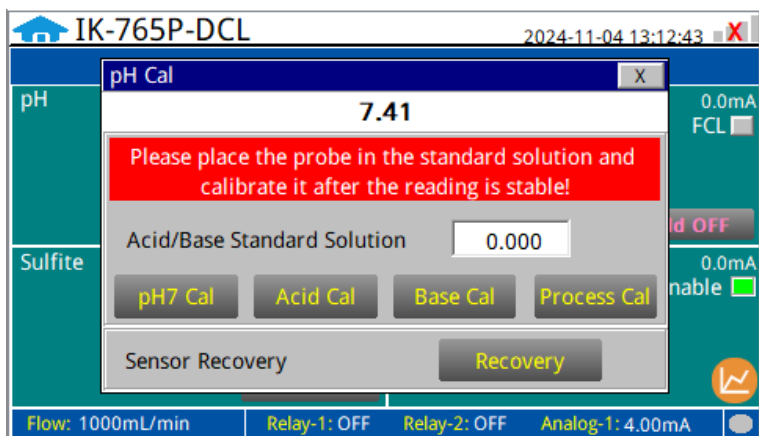 IK-765P-DCL
2024-11-04 13:12:43
X
pH Cal
X
7.41
pH
0.0mA
FCL
Please place the probe in the standard solution and
calibrate it after the reading is stable!
Acid/Base Standard Solution 0.000
ld OFF
Sulfite
0.0mA
nable
pH7 Cal Acid Cal Base Cal Process Cal
Sensor Recovery Recovery
Flow: 1000mL/min Relay-1: OFF Relay-2: OFF Analog-1: 4.00mA